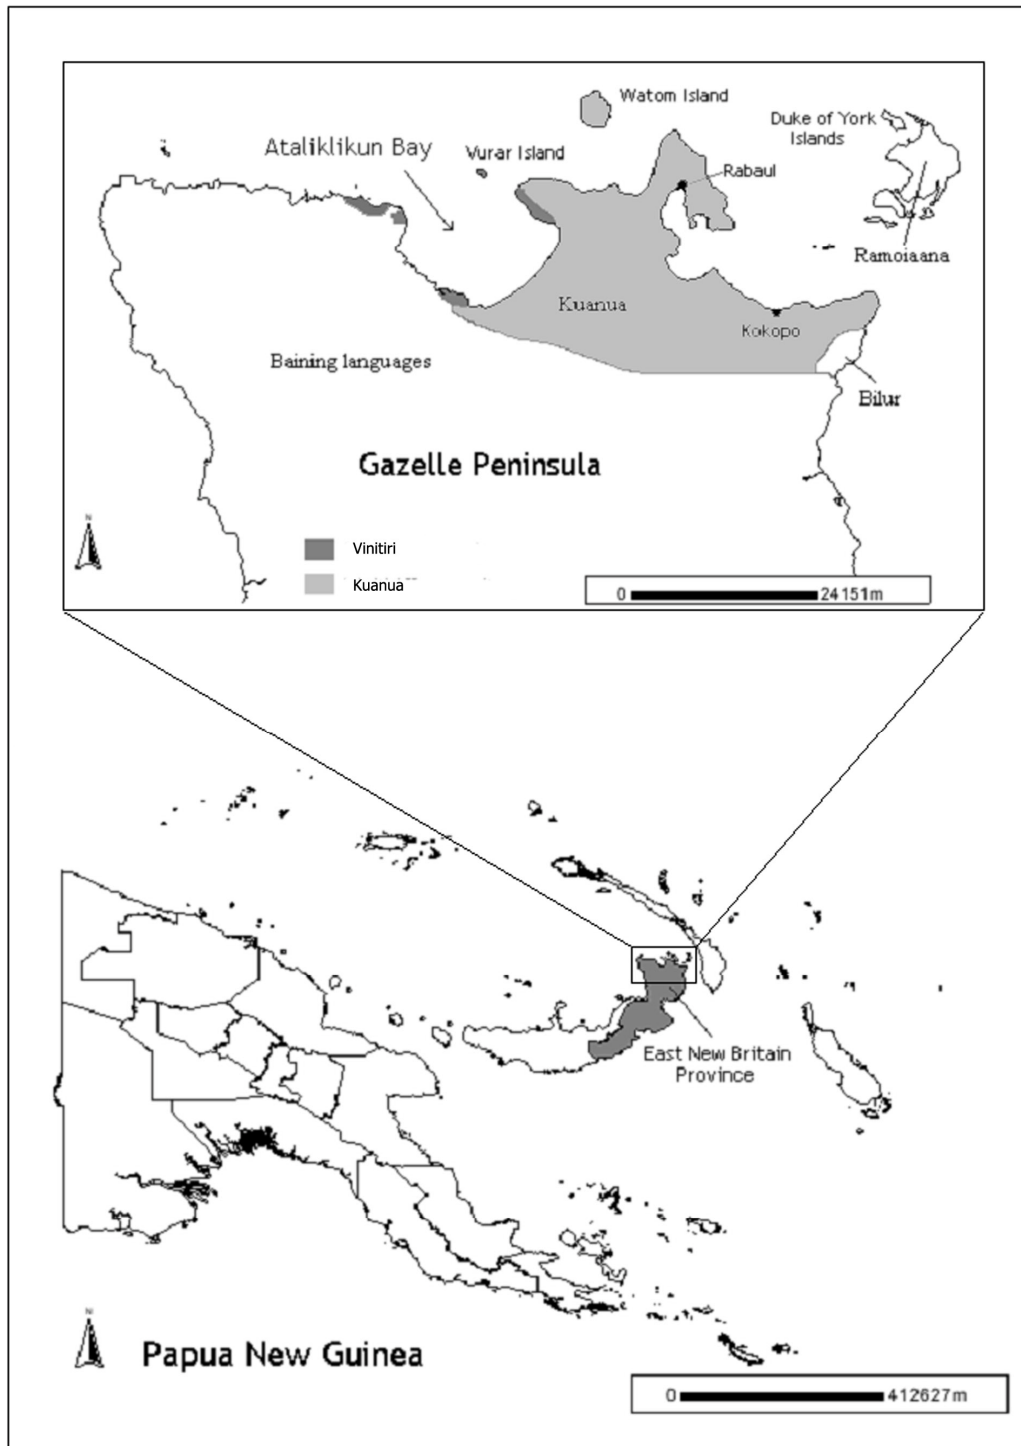 Watom Island
Duke of York
Islands
Ataliklikun Bay
Vurar Island
Rabaul
Ramoiaana
Kuanua
Kokopo
Baining languages
Bilur
Gazelle Peninsula
N
Vinitiri
Kuanua
0 24151m
East New Britain
Province
N
Papua New Guinea
0 412627m